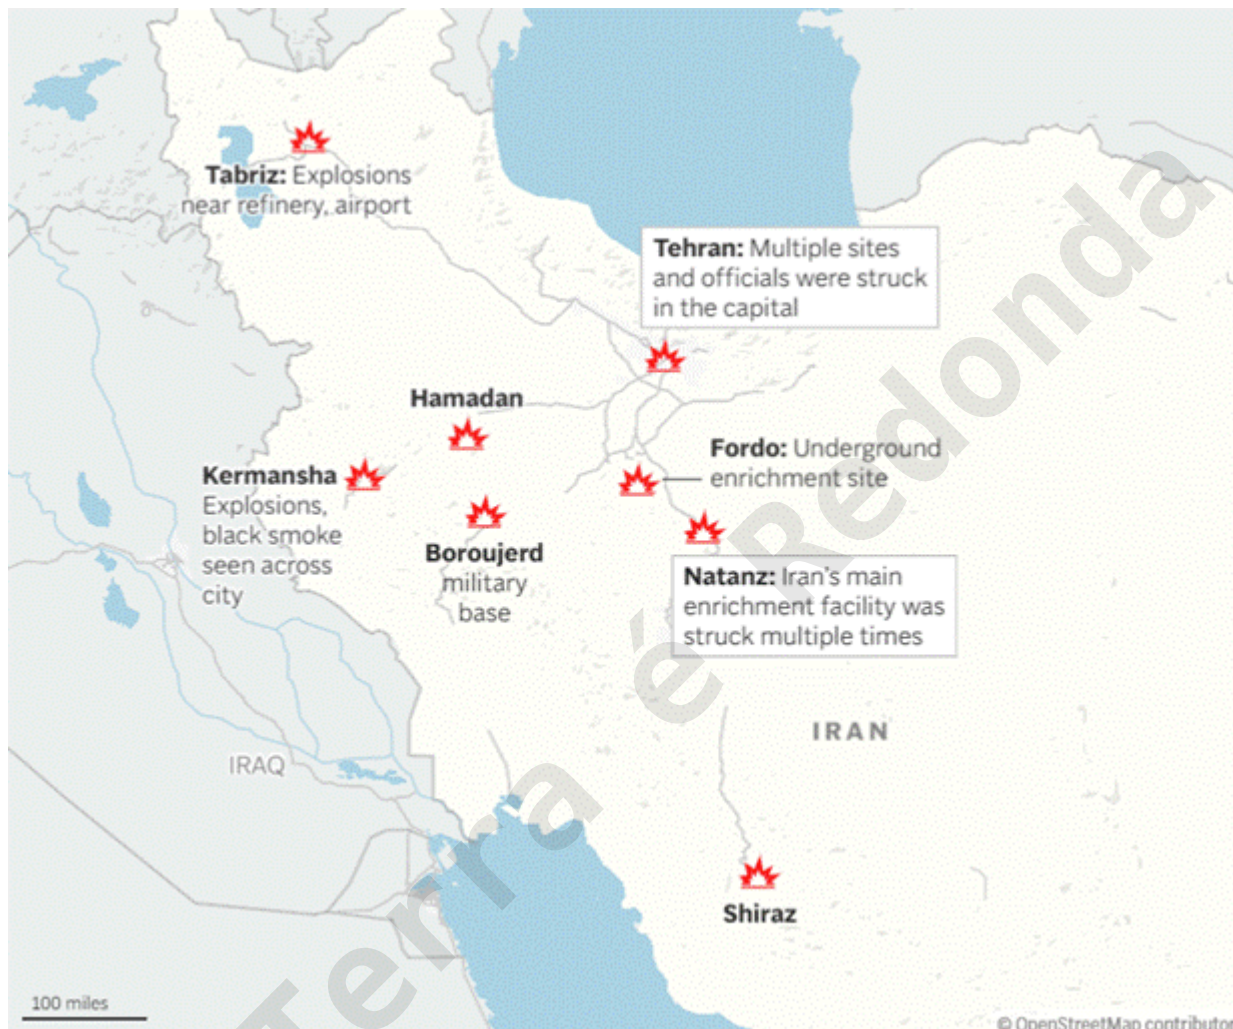 Tabriz: Explosions
near refinery, airport
Tehran: Multiple sites
and officials were struck
in the capital
Hamadan
Kermansha
Explosions,
black smoke
seen across
city
Fordo: Underground
enrichment site
Boroujerd
military
base
Natanz: Iran's main
enrichment facility was
struck multiple times
IRAN
IRAQ
Shiraz
100 miles
© OpenStreetMap contributor
Terra é Redonda